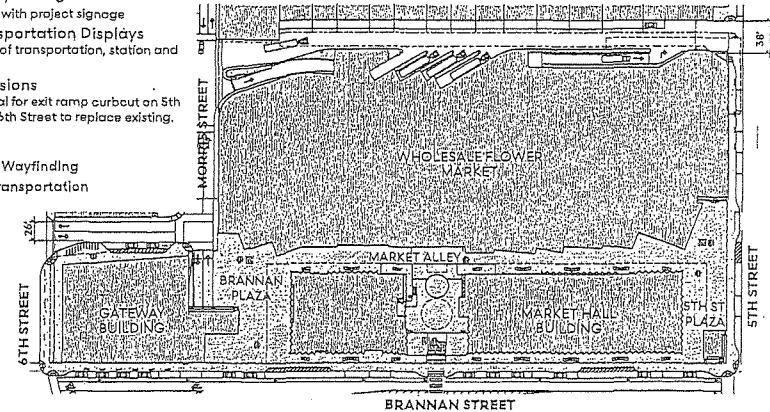 with project signage
sportation Displays
of transportation, station and
sions
al for exit ramp curbcut on 5th
6th Street to replace existing.
Wayfinding
ransportation
38'
MORRIS STREET
WHOLESALE FLOWER
MARKET
26'
MARKET ALLEY
BRANNAN
PLAZA
6TH STREET
GATEWAY
BUILDING
MARKET HALL
BUILDING
5TH ST
PLAZA
5TH STREET
BRANNAN STREET